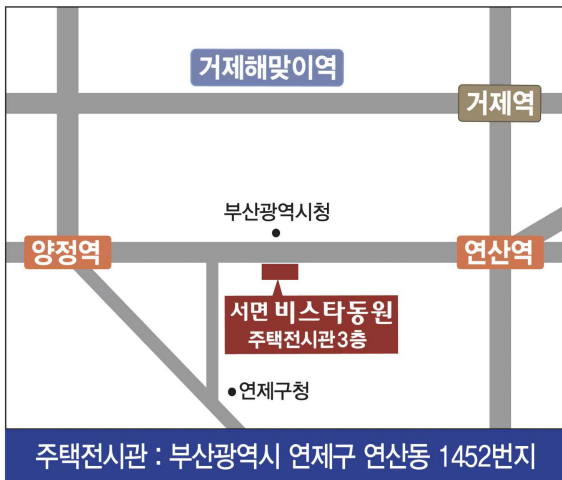 거제해맞이역
거제역
부산광역시청
양정역
연산역
서면 비스타동원
주택전시관 3층
연제구청
주택전시관 : 부산광역시 연제구 연산동 1452번지